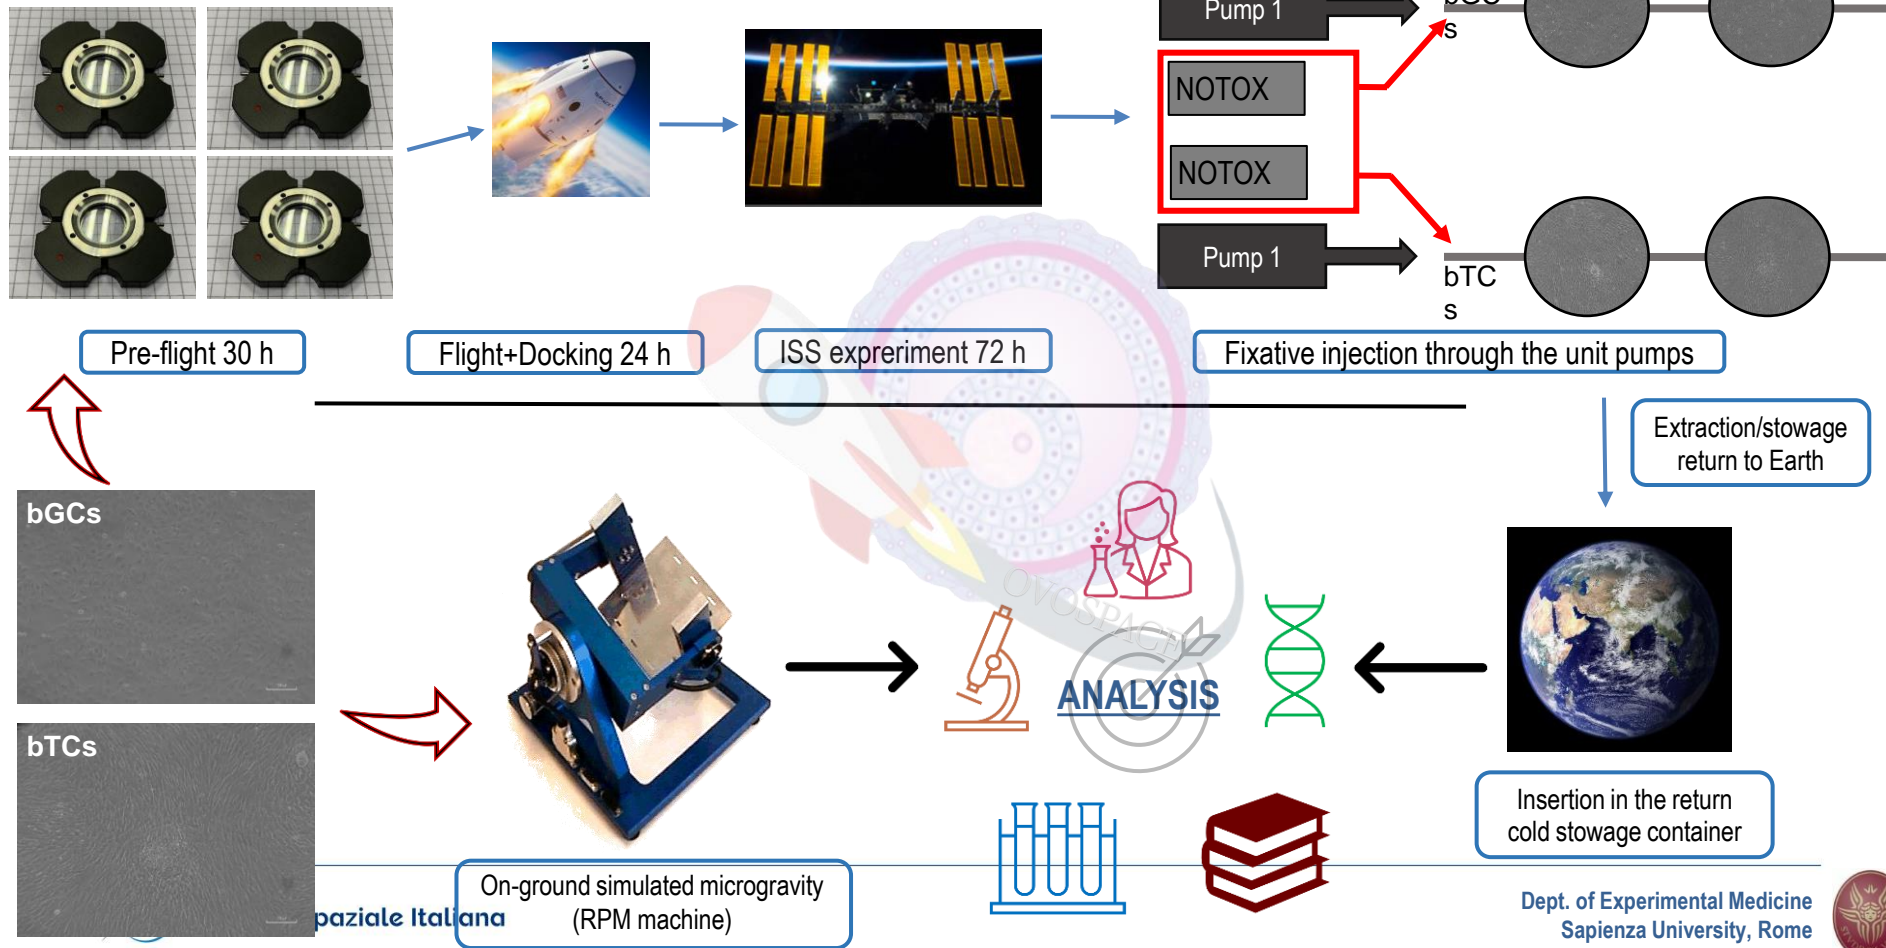 Pump 1
bGC
s
NOTOX
NOTOX
Pump 1
bTC
s
Pre-flight 30 h
Flight+Docking 24 h
ISS expreriment 72 h
Fixative injection through the unit pumps
Extraction/stowage
return to Earth
bGCs
bTCs
OVOSPACE
ANALYSIS
Insertion in the return
cold stowage container
On-ground simulated microgravity
(RPM machine)
paziale Italiana
Dept. of Experimental Medicine
Sapienza University, Rome